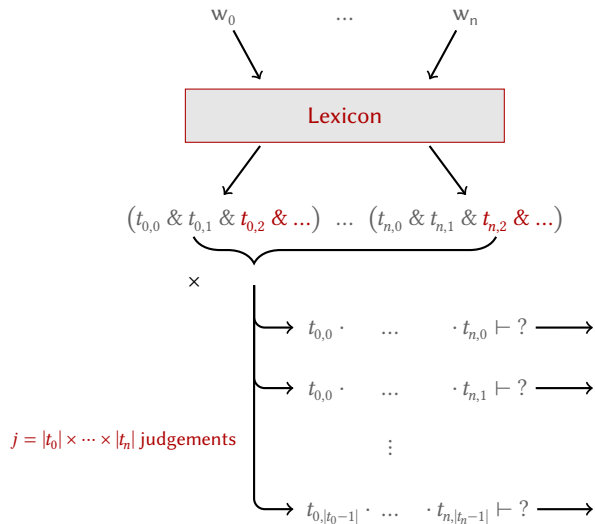 w₀ ... wₙ
Lexicon
(t₀,₀ & t₀,₁ & t₀,₂ & ...) ... (tₙ,₀ & tₙ,₁ & tₙ,₂ & ...)
×
t₀,₀ · ... · tₙ,₀ ⊢ ?
t₀,₀ · ... · tₙ,₁ ⊢ ?
j = |t₀| × ⋯ × |tₙ| judgements
⋮
t₀,|t₀−₁| · ... · tₙ,|tₙ−₁| ⊢ ?